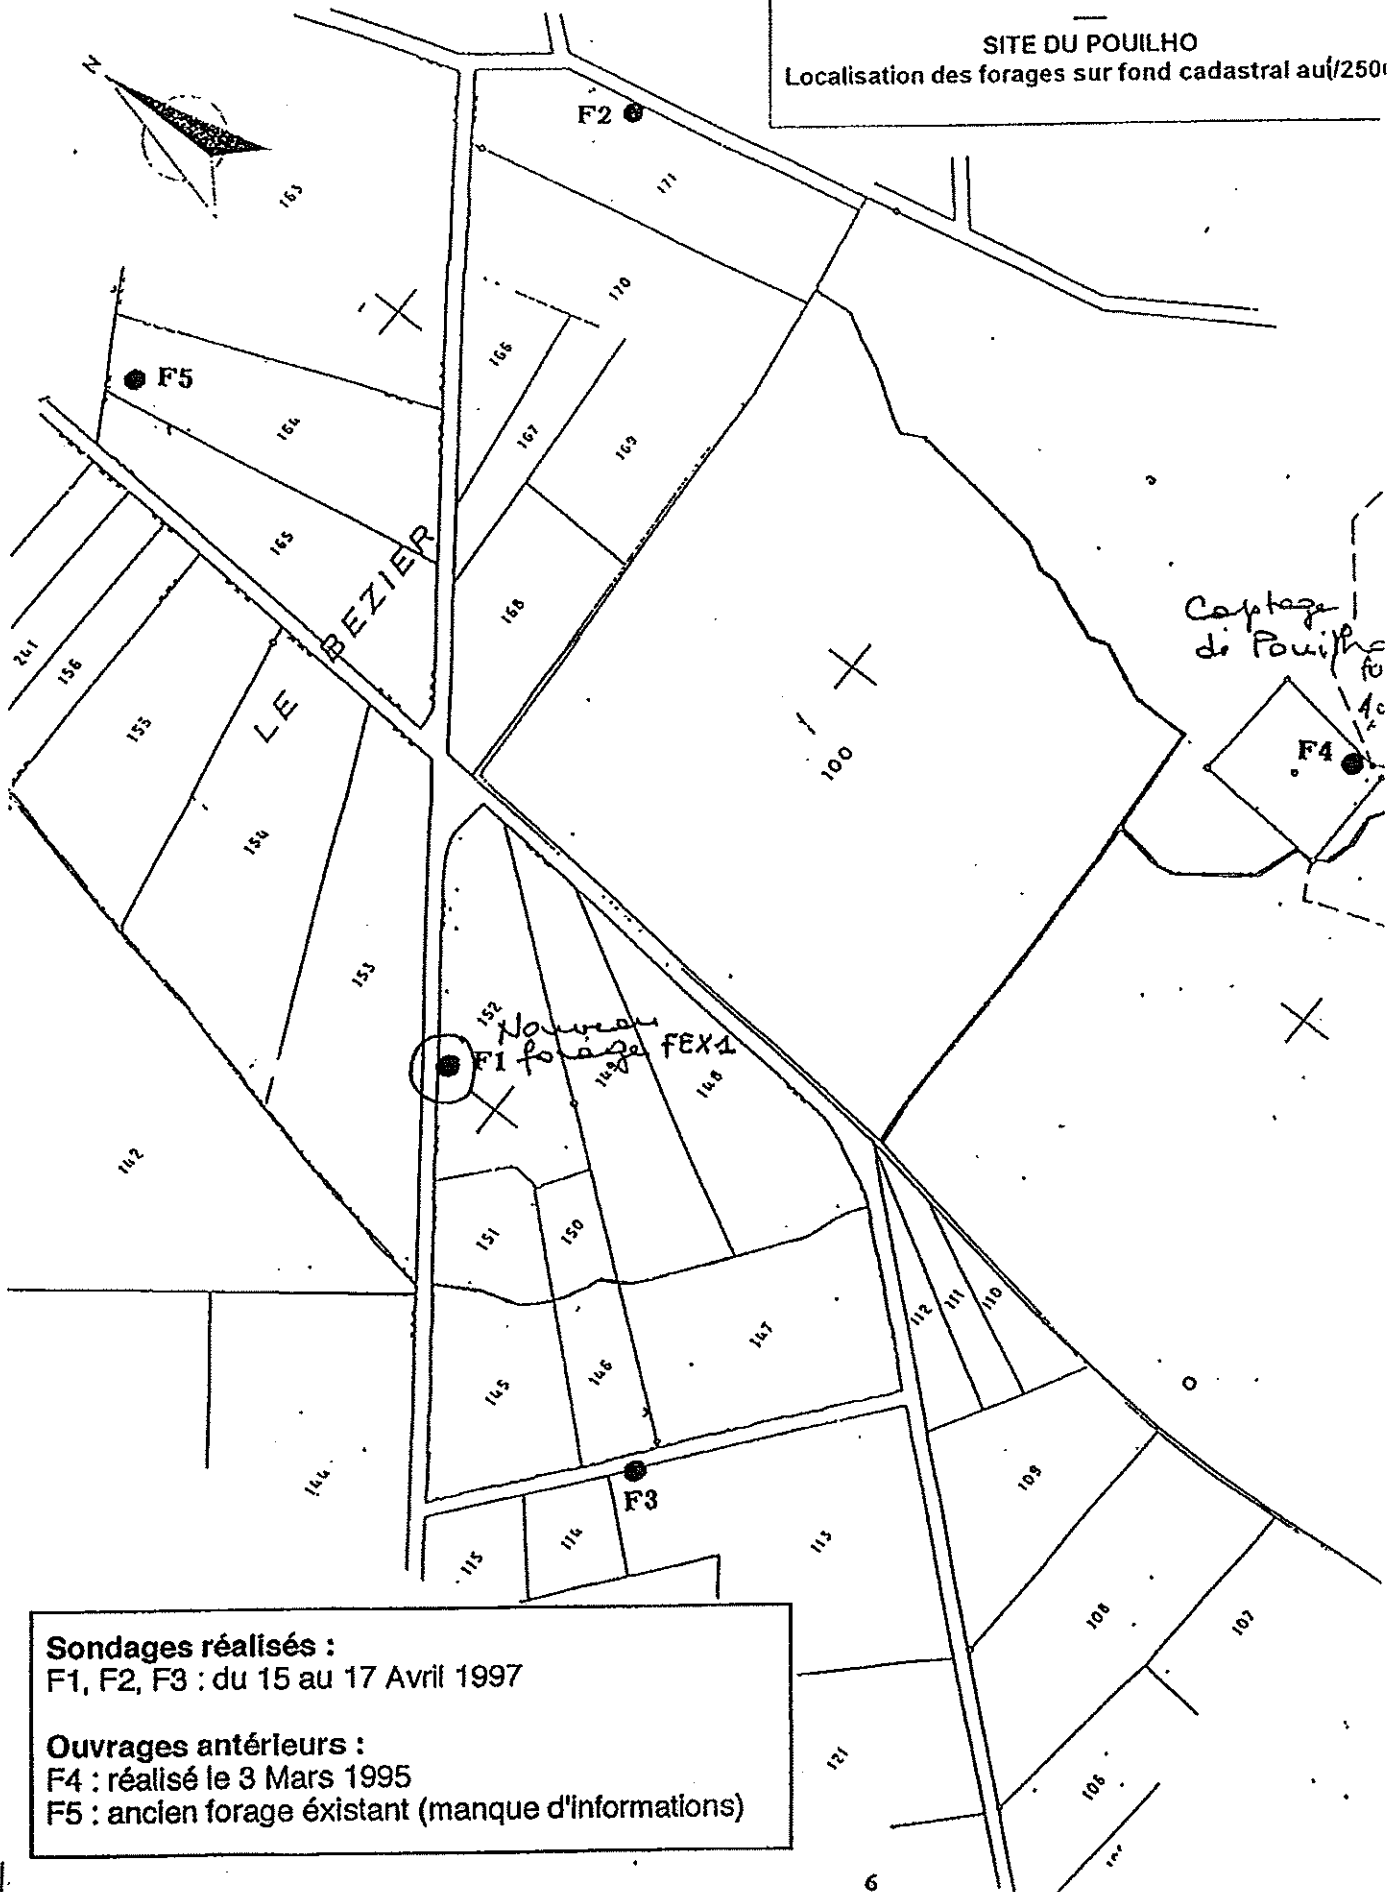 SITE DU POUILHO
Localisation des forages sur fond cadastral au 1/250
N
F2
163
171
170
166
F5
164
167
169
165
168
LE BEZIER
241
156
155
154
153
100
Captage
de Pouilho
F4
152
Nouveau
F1 forage FEX1
149
148
142
151
150
147
112
111
110
145
146
144
F3
109
115
114
113
108
107
121
106
Sondages réalisés :
F1, F2, F3 : du 15 au 17 Avril 1997
Ouvrages antérieurs :
F4 : réalisé le 3 Mars 1995
F5 : ancien forage éxistant (manque d'informations)
6